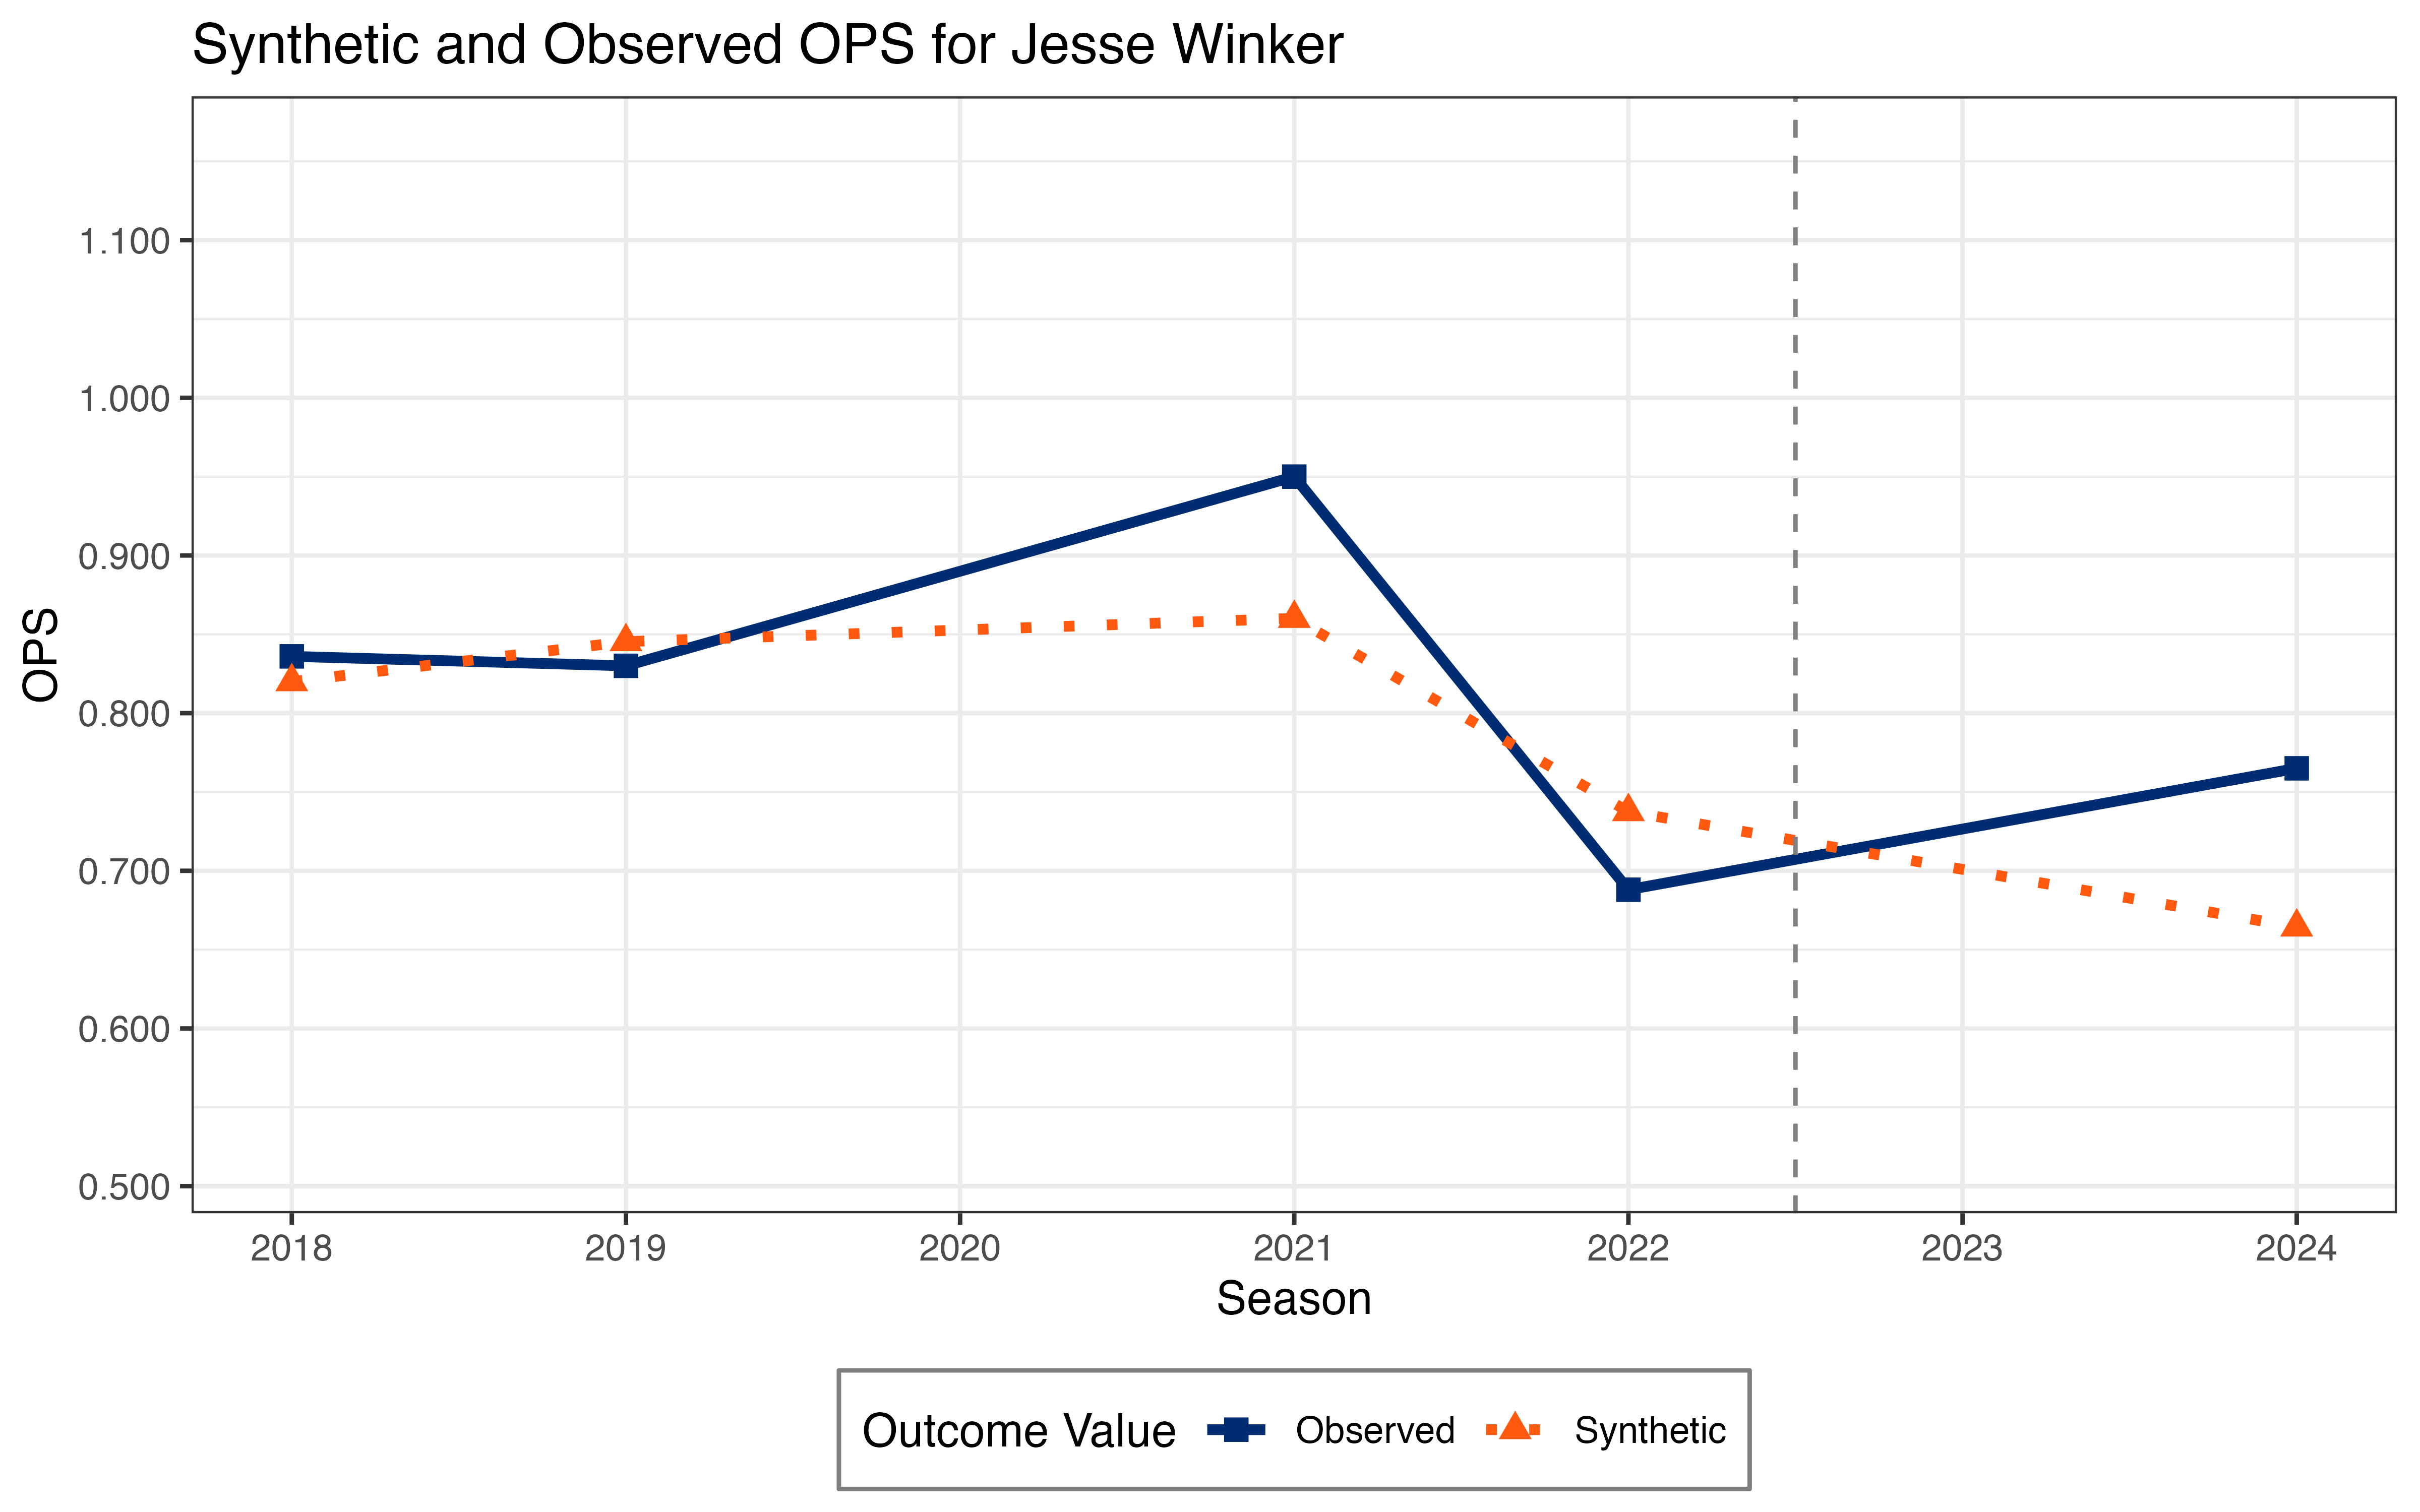 Synthetic and Observed OPS for Jesse Winker
OPS
1.100
1.000
0.900
0.800
0.700
0.600
0.500
2018 2019 2020 2021 2022 2023 2024
Season
Outcome Value Observed Synthetic